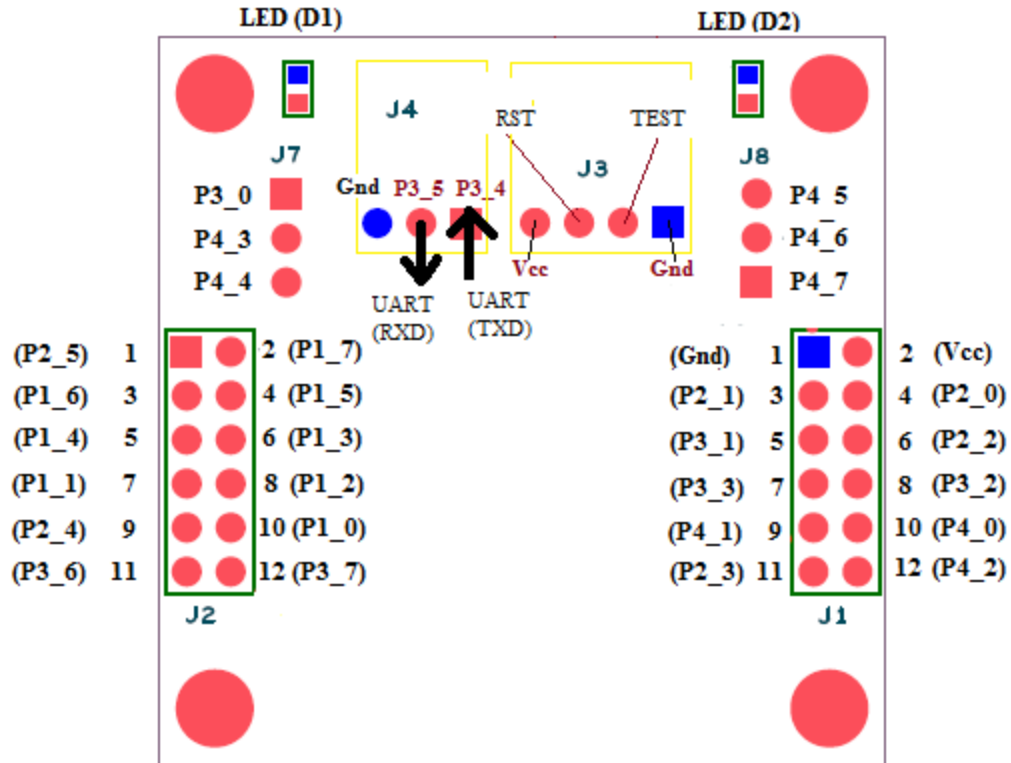 LED (D1)
LED (D2)
J4
RST
TEST
J7
J3
J8
P3_0
Gnd
P3_5
P3_4
P4_5
P4_3
P4_6
P4_4
Vcc
Gnd
P4_7
UART
(RXD)
UART
(TXD)
(P2_5) 1
2 (P1_7)
(P1_6) 3
4 (P1_5)
(P1_4) 5
6 (P1_3)
(P1_1) 7
8 (P1_2)
(P2_4) 9
10 (P1_0)
(P3_6) 11
12 (P3_7)
J2
(Gnd) 1
2 (Vcc)
(P2_1) 3
4 (P2_0)
(P3_1) 5
6 (P2_2)
(P3_3) 7
8 (P3_2)
(P4_1) 9
10 (P4_0)
(P2_3) 11
12 (P4_2)
J1